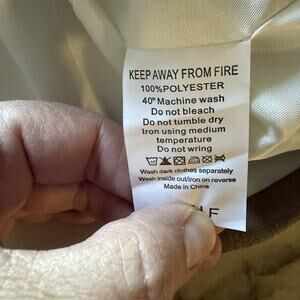 KEEP AWAY FROM FIRE
100%POLYESTER
40° Machine wash
Do not bleach
Do not tumble dry
Iron using medium
temperature
Do not wring
Wash dark clothes separately
Wash inside out/iron on reverse
Made in China